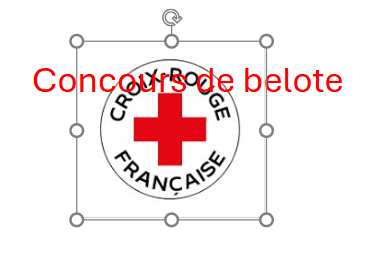 Concours de belote
CROIX-ROUGE
FRANÇAISE